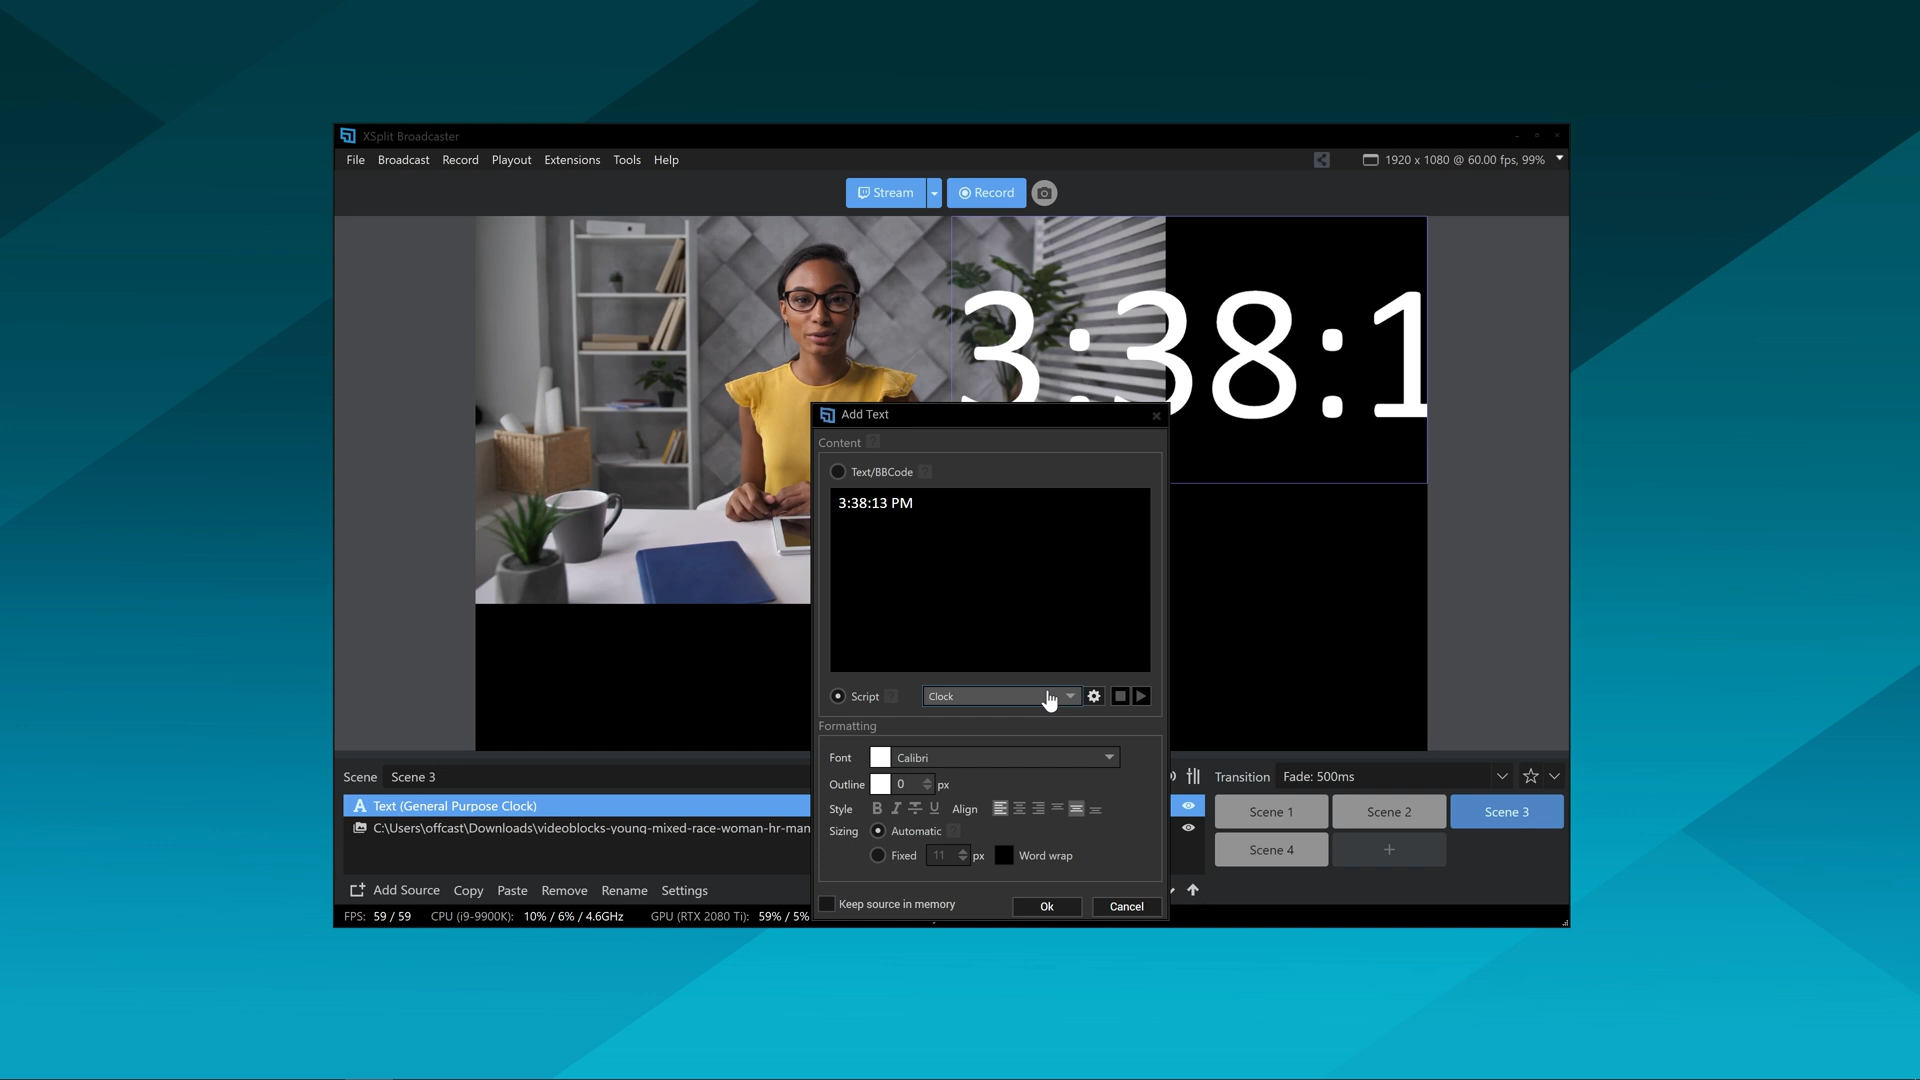 XSplit Broadcaster
File Broadcast Record Playout Extensions Tools Help
1920 x 1080 @ 60.00 fps, 99%
Stream Record
3:38:1
Add Text
Content ?
Text/BBCode ?
3:38:13 PM
Script ? Clock
Formatting
Font Calibri
Outline 0 px
Style B I T U Align
Sizing Automatic ?
Fixed 11 px Word wrap
Keep source in memory Ok Cancel
Scene Scene 3
A Text (General Purpose Clock)
C:\Users\offcast\Downloads\videoblocks-young-mixed-race-woman-hr-man
Add Source Copy Paste Remove Rename Settings
Transition Fade: 500ms
Scene 1 Scene 2 Scene 3
Scene 4 +
FPS: 59 / 59 CPU (i9-9900K): 10% / 6% / 4.6GHz GPU (RTX 2080 Ti): 59% / 5%